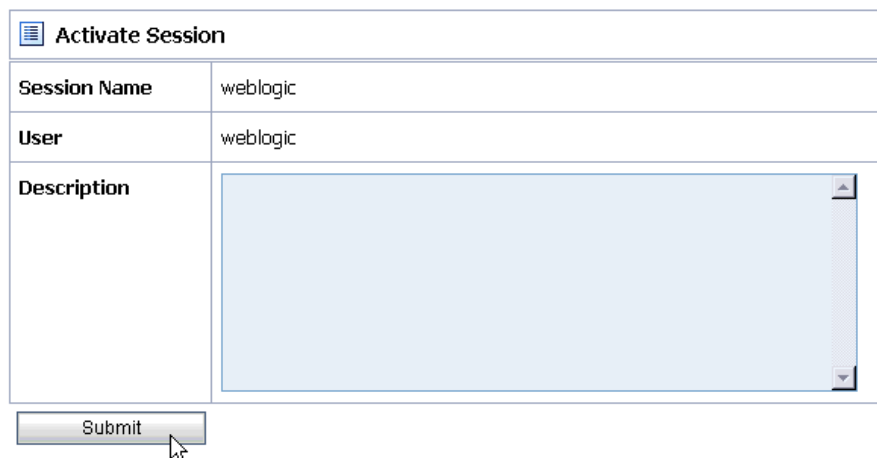 Activate Session
Session Name weblogic
User weblogic
Description
Submit